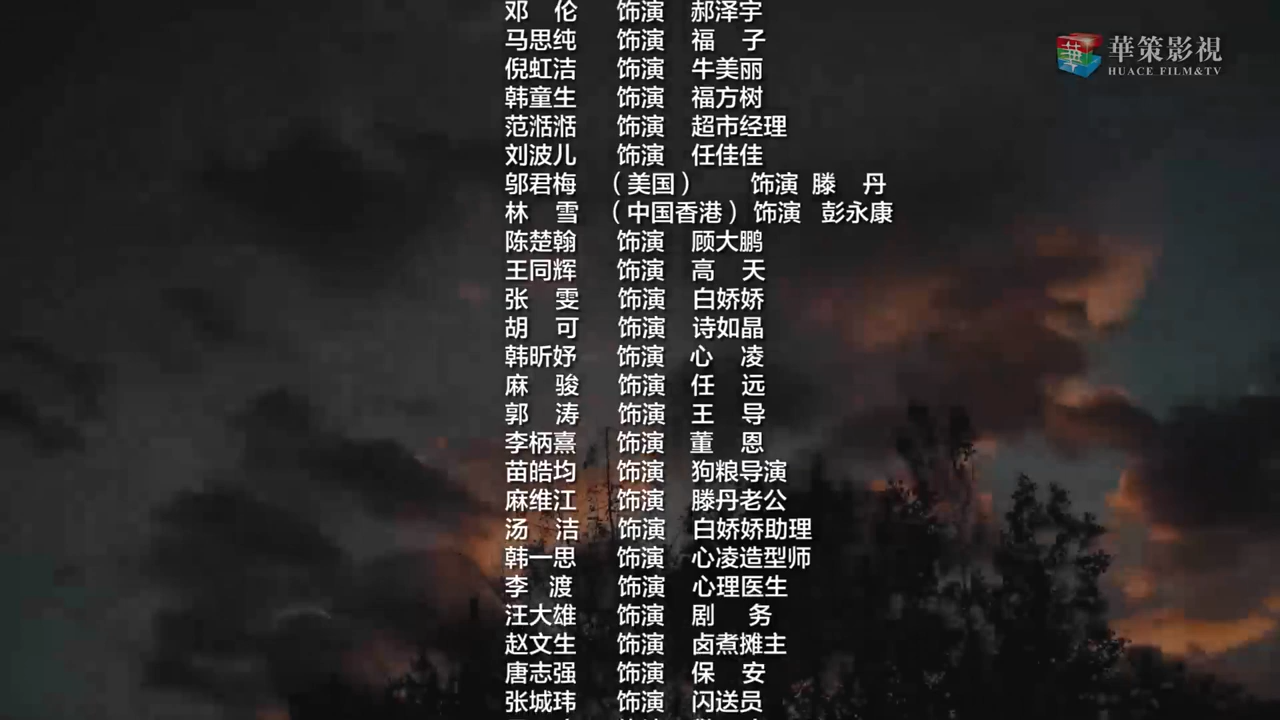 邓 伦 饰演 郝泽宇
華策影視
HUACE FILM&TV
马思纯 饰演 福 子
倪虹洁 饰演 牛美丽
韩童生 饰演 福方树
范湉湉 饰演 超市经理
刘波儿 饰演 任佳佳
邬君梅 （美国） 饰演 滕 丹
林 雪 （中国香港） 饰演 彭永康
陈楚翰 饰演 顾大鹏
王同辉 饰演 高 天
张 雯 饰演 白娇娇
胡 可 饰演 诗如晶
韩昕妤 饰演 心 凌
麻 骏 饰演 任 远
郭 涛 饰演 王 导
李柄熹 饰演 董 恩
苗皓均 饰演 狗粮导演
麻维江 饰演 滕丹老公
汤 洁 饰演 白娇娇助理
韩一思 饰演 心凌造型师
李 渡 饰演 心理医生
汪大雄 饰演 剧 务
赵文生 饰演 卤煮摊主
唐志强 饰演 保 安
张城玮 饰演 闪送员